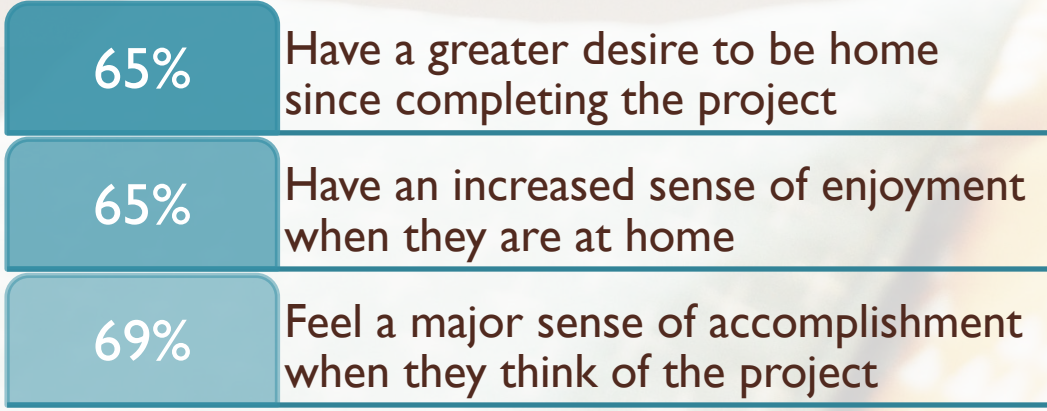 65%
Have a greater desire to be home
since completing the project
65%
Have an increased sense of enjoyment
when they are at home
69%
Feel a major sense of accomplishment
when they think of the project